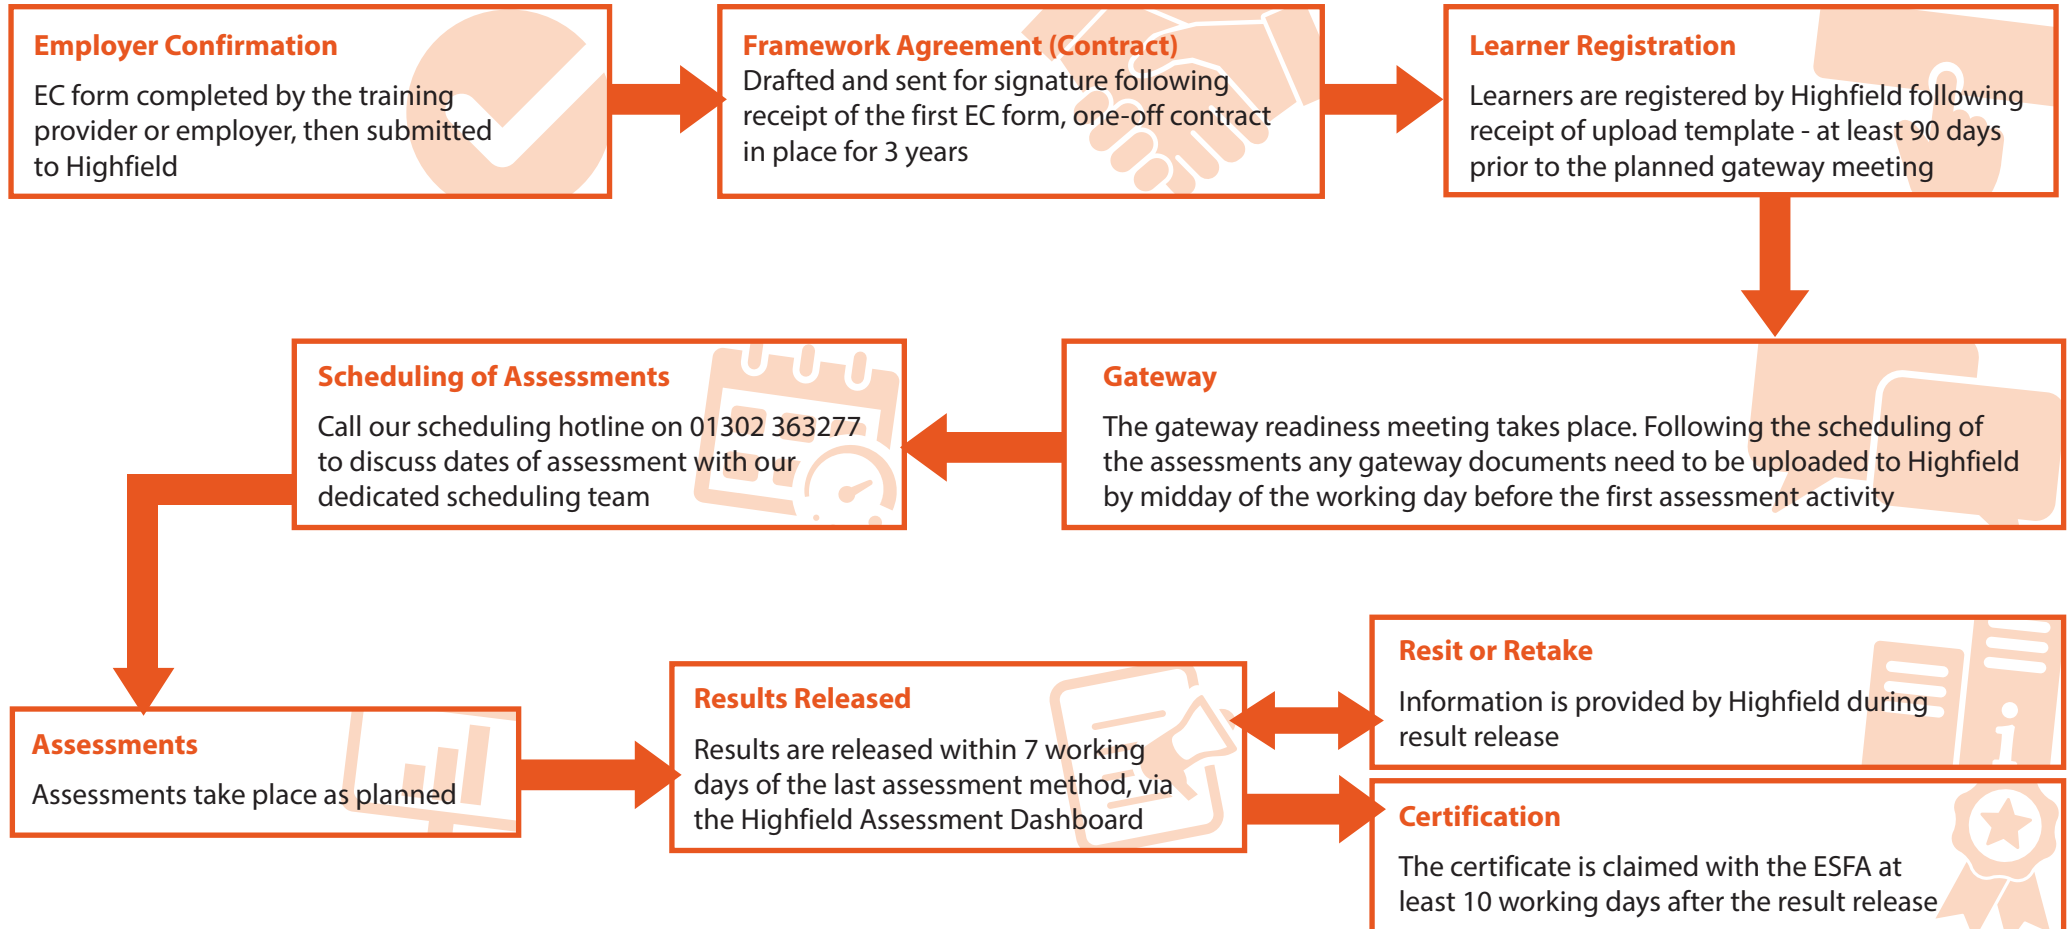 Employer Confirmation
EC form completed by the training
provider or employer, then submitted
to Highfield
Framework Agreement (Contract)
Drafted and sent for signature following
receipt of the first EC form, one-off contract
in place for 3 years
Learner Registration
Learners are registered by Highfield following
receipt of upload template - at least 90 days
prior to the planned gateway meeting
Gateway
The gateway readiness meeting takes place. Following the scheduling of
the assessments any gateway documents need to be uploaded to Highfield
by midday of the working day before the first assessment activity
Scheduling of Assessments
Call our scheduling hotline on 01302 363277
to discuss dates of assessment with our
dedicated scheduling team
Assessments
Assessments take place as planned
Results Released
Results are released within 7 working
days of the last assessment method, via
the Highfield Assessment Dashboard
Resit or Retake
Information is provided by Highfield during
result release
Certification
The certificate is claimed with the ESFA at
least 10 working days after the result release